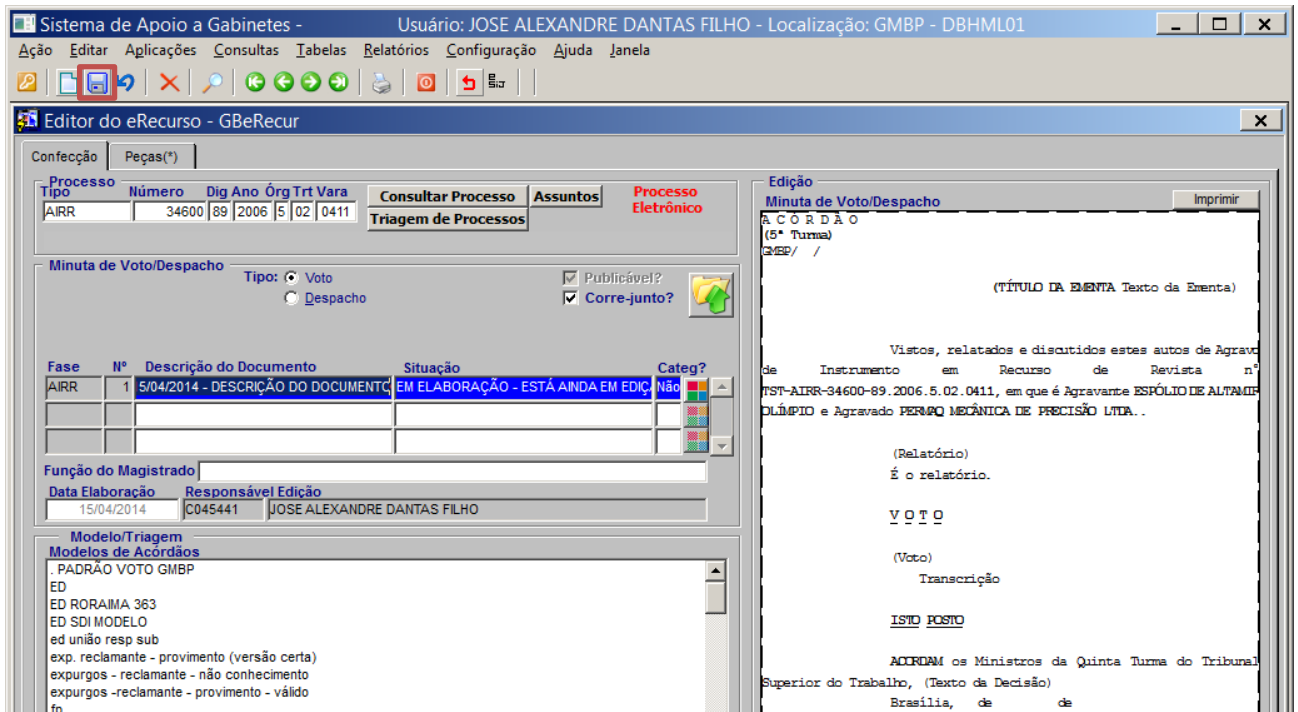 Sistema de Apoio a Gabinetes - Usuário: JOSE ALEXANDRE DANTAS FILHO - Localização: GMBP - DBHML01
Ação Editar Aplicações Consultas Tabelas Relatórios Configuração Ajuda Janela
Editor do eRecurso - GBeRecur
Confecção Peças(*)
Processo
Tipo Número Dig Ano Órg Trt Vara
AIRR 34600 89 2006 5 02 0411
Consultar Processo Assuntos
Triagem de Processos
Processo
Eletrônico
Minuta de Voto/Despacho
Tipo: Voto
Despacho
Publicável?
Corre-junto?
Fase Nº Descrição do Documento Situação Categ?
AIRR 1 5/04/2014 - DESCRIÇÃO DO DOCUMENTO EM ELABORAÇÃO - ESTÁ AINDA EM EDIÇ Não
Função do Magistrado
Data Elaboração Responsável Edição
15/04/2014 C045441 JOSE ALEXANDRE DANTAS FILHO
Modelo/Triagem
Modelos de Acórdãos
. PADRÃO VOTO GMBP
ED
ED RORAIMA 363
ED SDI MODELO
ed união resp sub
exp. reclamante - provimento (versão certa)
expurgos - reclamante - não conhecimento
expurgos -reclamante - provimento - válido
fp
Edição
Minuta de Voto/Despacho Imprimir
A C Ó R D Ã O
(5ª Turma)
GMBP/ /
(TÍTULO DA EMENTA Texto da Ementa)
Vistos, relatados e discutidos estes autos de Agravo
de Instrumento em Recurso de Revista n°
TST-AIRR-34600-89.2006.5.02.0411, em que é Agravante ESPÓLIO DE ALTAMIR
OLÍMPIO e Agravado PERMAQ MECÂNICA DE PRECISÃO LTDA..
(Relatório)
É o relatório.
V O T O
(Voto)
Transcrição
ISTO POSTO
ACORDAM os Ministros da Quinta Turma do Tribunal
Superior do Trabalho, (Texto da Decisão)
Brasília, de de